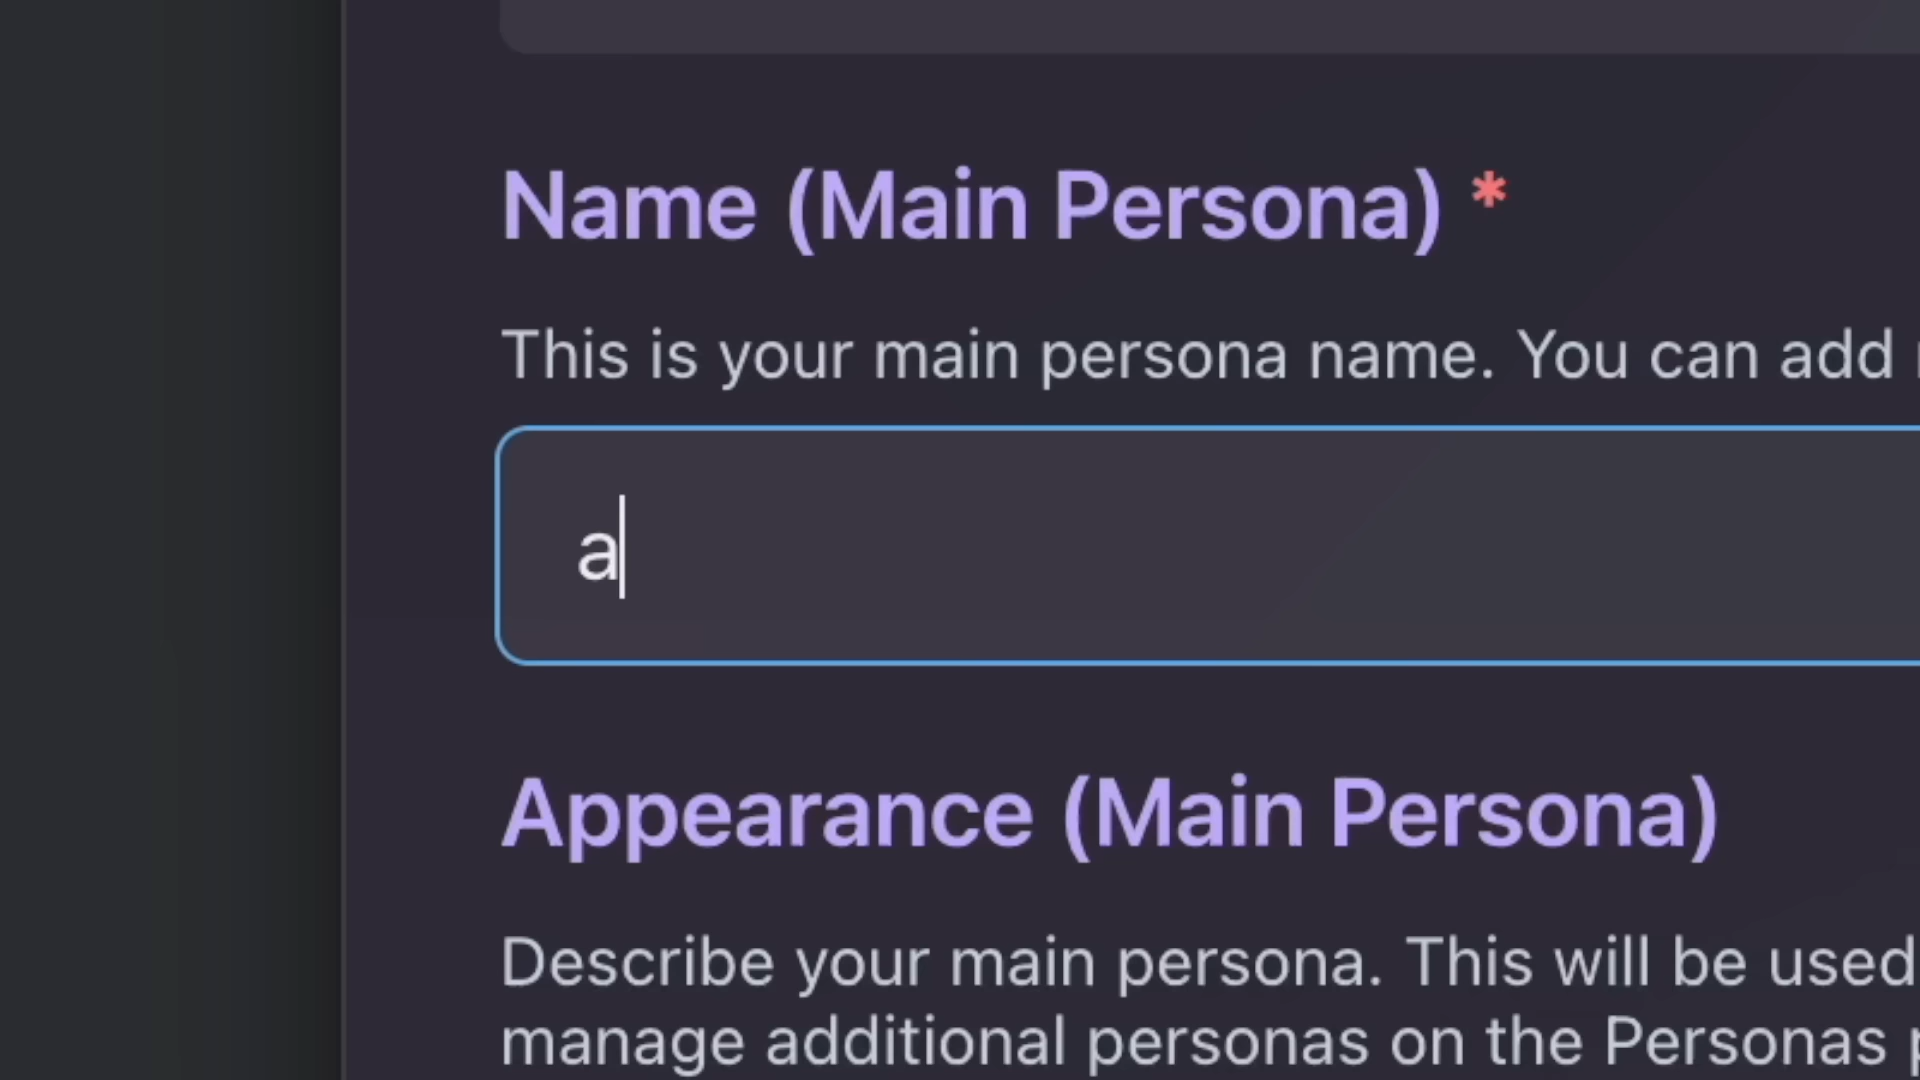 Name (Main Persona) *
This is your main persona name. You can add
a
Appearance (Main Persona)
Describe your main persona. This will be used
manage additional personas on the Personas